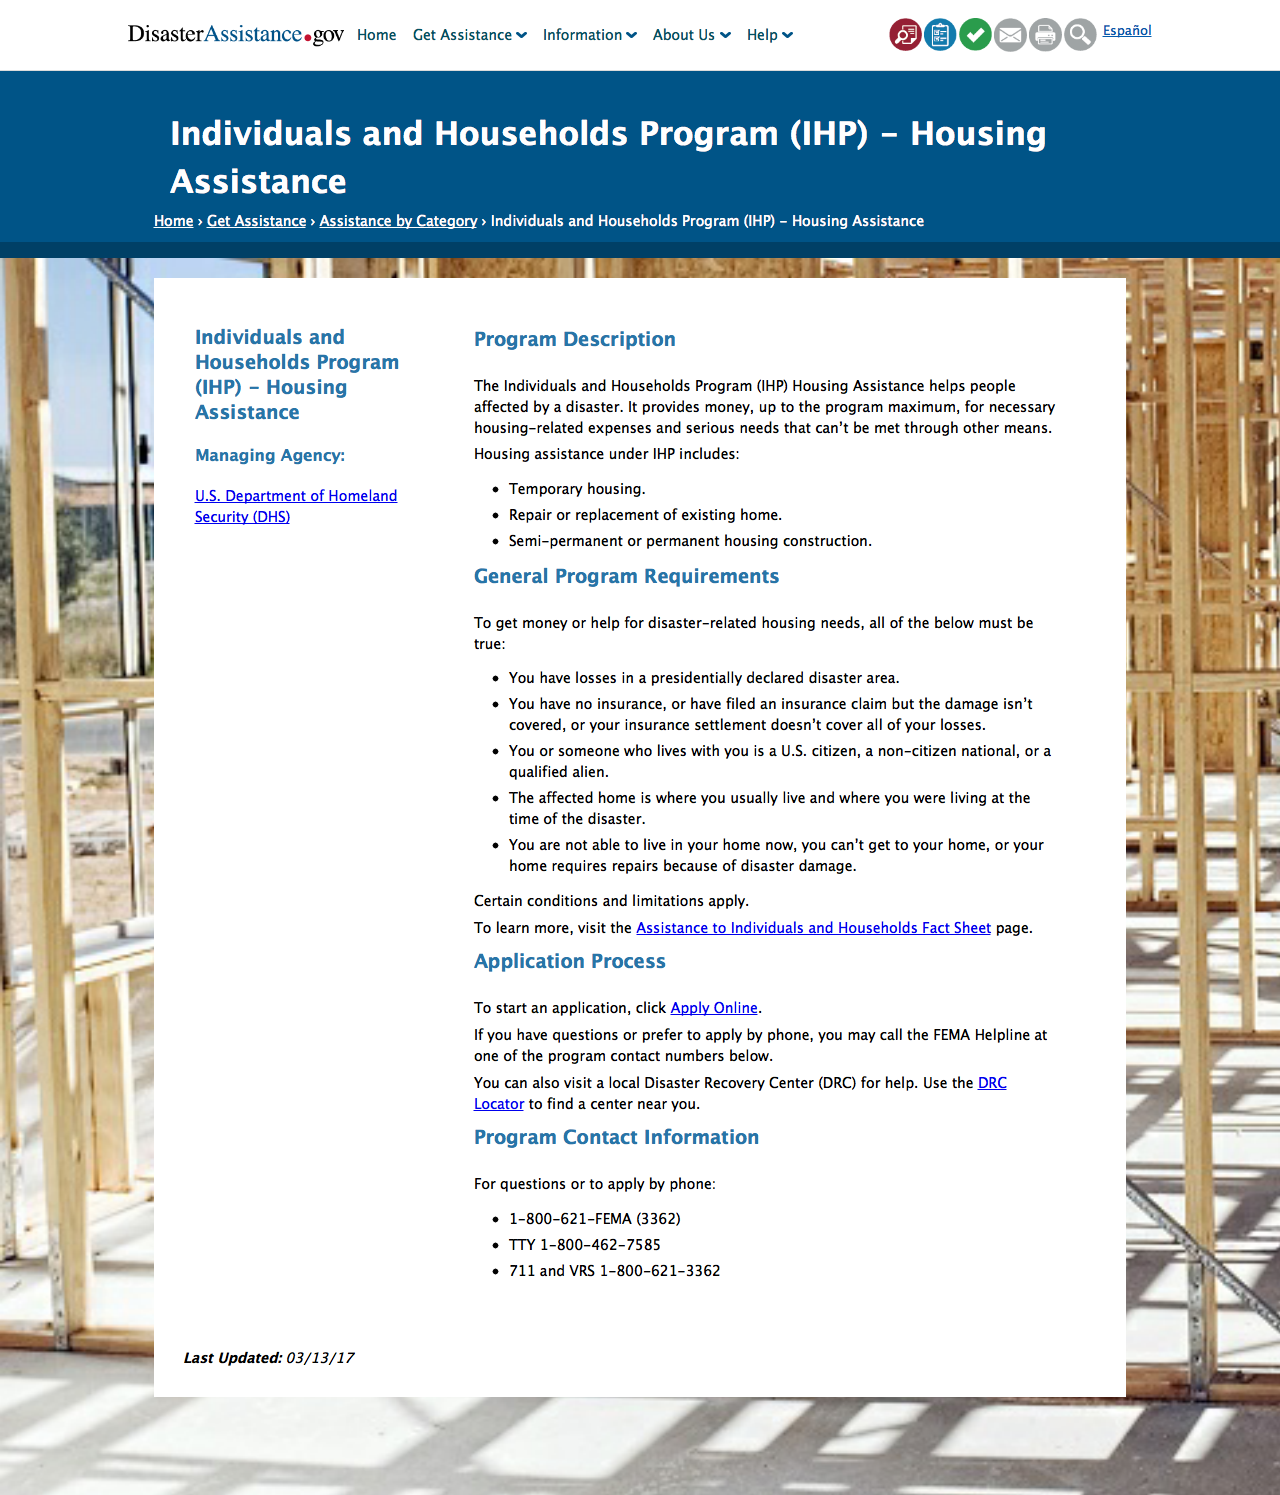 DisasterAssistance.gov Home Get Assistance Information About Us Help Español
Individuals and Households Program (IHP) - Housing
Assistance
Home › Get Assistance › Assistance by Category › Individuals and Households Program (IHP) - Housing Assistance
Individuals and
Households Program
(IHP) - Housing
Assistance
Managing Agency:
U.S. Department of Homeland
Security (DHS)
Program Description
The Individuals and Households Program (IHP) Housing Assistance helps people
affected by a disaster. It provides money, up to the program maximum, for necessary
housing-related expenses and serious needs that can't be met through other means.
Housing assistance under IHP includes:
• Temporary housing.
• Repair or replacement of existing home.
• Semi-permanent or permanent housing construction.
General Program Requirements
To get money or help for disaster-related housing needs, all of the below must be
true:
• You have losses in a presidentially declared disaster area.
• You have no insurance, or have filed an insurance claim but the damage isn't
covered, or your insurance settlement doesn't cover all of your losses.
• You or someone who lives with you is a U.S. citizen, a non-citizen national, or a
qualified alien.
• The affected home is where you usually live and where you were living at the
time of the disaster.
• You are not able to live in your home now, you can't get to your home, or your
home requires repairs because of disaster damage.
Certain conditions and limitations apply.
To learn more, visit the Assistance to Individuals and Households Fact Sheet page.
Application Process
To start an application, click Apply Online.
If you have questions or prefer to apply by phone, you may call the FEMA Helpline at
one of the program contact numbers below.
You can also visit a local Disaster Recovery Center (DRC) for help. Use the DRC
Locator to find a center near you.
Program Contact Information
For questions or to apply by phone:
• 1-800-621-FEMA (3362)
• TTY 1-800-462-7585
• 711 and VRS 1-800-621-3362
Last Updated: 03/13/17